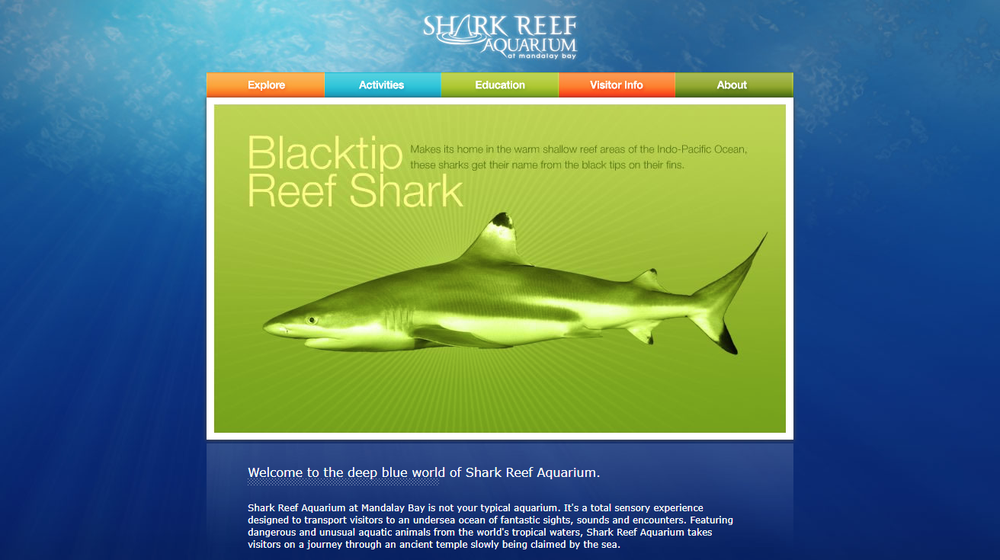 SHARK REEF
AQUARIUM
at mandalay bay
Explore Activities Education Visitor Info About
Blacktip
Reef Shark
Makes its home in the warm shallow reef areas of the Indo-Pacific Ocean,
these sharks get their name from the black tips on their fins.
Welcome to the deep blue world of Shark Reef Aquarium.
Shark Reef Aquarium at Mandalay Bay is not your typical aquarium. It's a total sensory experience
designed to transport visitors to an undersea ocean of fantastic sights, sounds and encounters. Featuring
dangerous and unusual aquatic animals from the world's tropical waters, Shark Reef Aquarium takes
visitors on a journey through an ancient temple slowly being claimed by the sea.